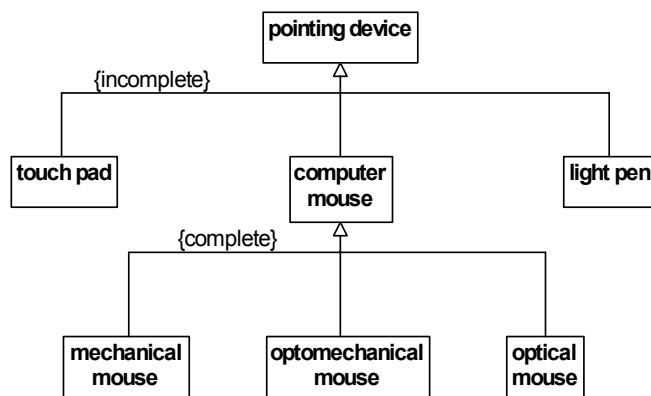 pointing device
{incomplete}
touch pad
computer
mouse
light pen
{complete}
mechanical
mouse
optomechanical
mouse
optical
mouse